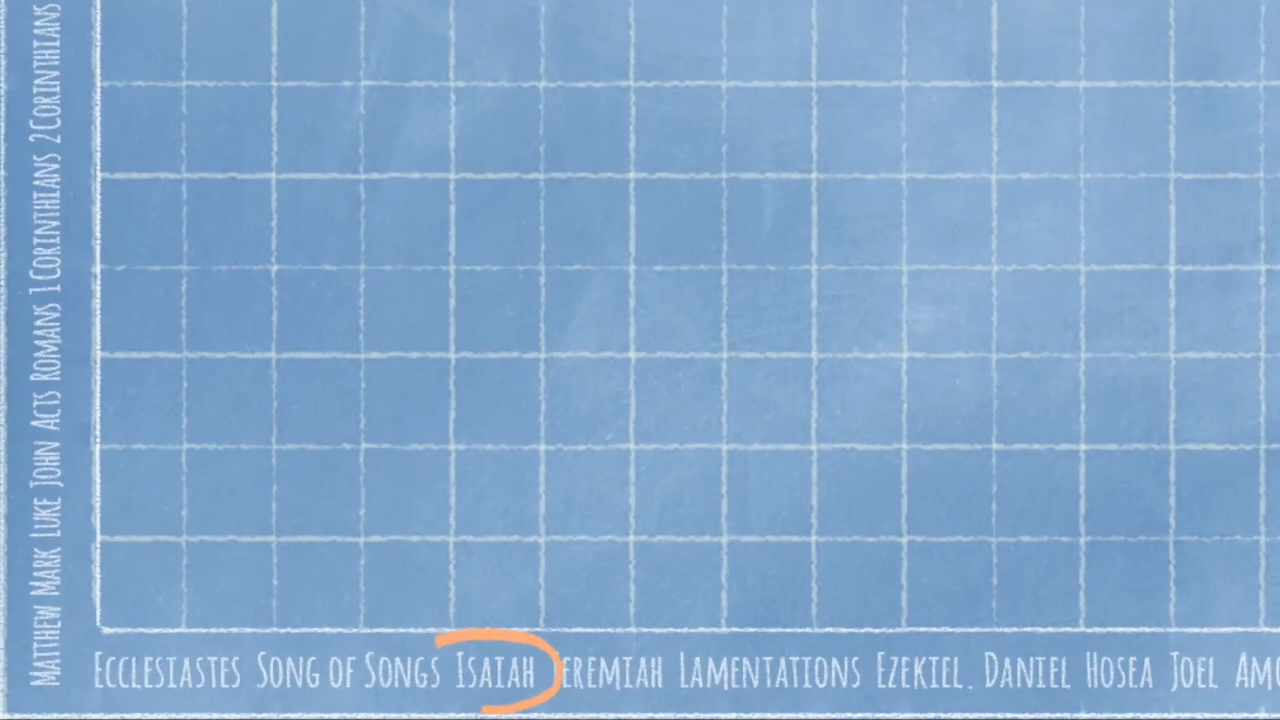 Matthew Mark Luke John Acts Romans 1 Corinthians 2 Corinthians
Ecclesiastes Song of Songs Isaiah Jeremiah Lamentations Ezekiel. Daniel Hosea Joel